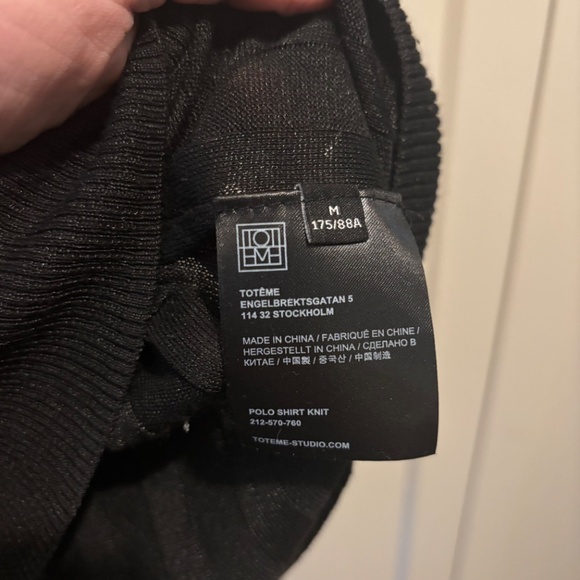 M
175/88A
TOT
EME
TOTÊME
ENGELBREKTSGATAN 5
114 32 STOCKHOLM
MADE IN CHINA / FABRIQUÉ EN CHINE /
HERGESTELLT IN CHINA / СДЕЛАНО В
КИТАЕ / 中国製 / 중국산 / 中国制造
POLO SHIRT KNIT
212-570-760
TOTEME-STUDIO.COM